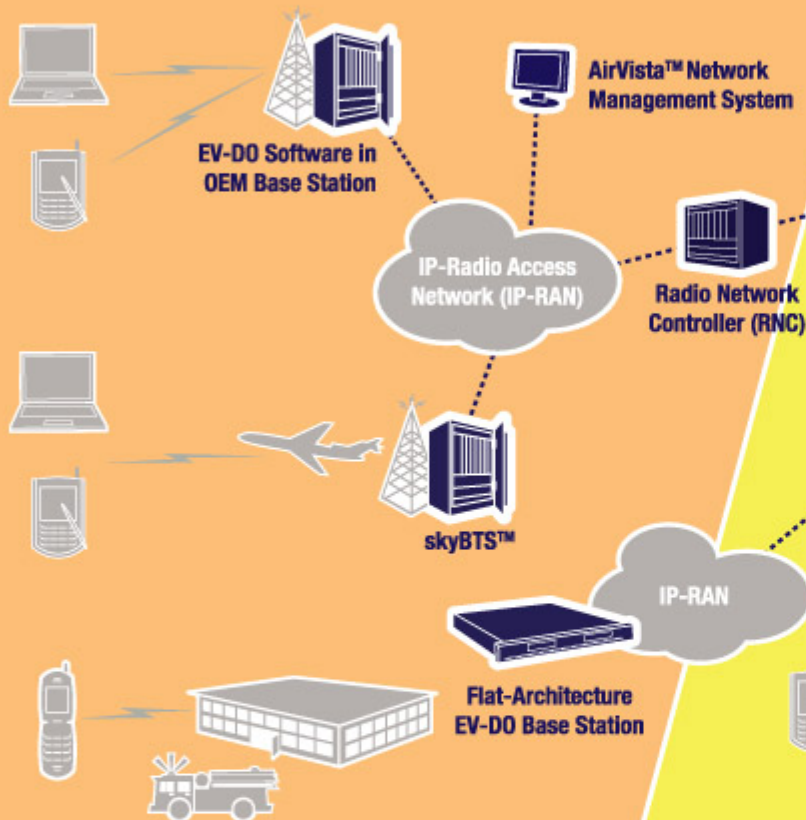 AirVista™ Network
Management System
EV-DO Software in
OEM Base Station
IP-Radio Access
Network (IP-RAN)
Radio Network
Controller (RNC)
skyBTS™
IP-RAN
Flat-Architecture
EV-DO Base Station